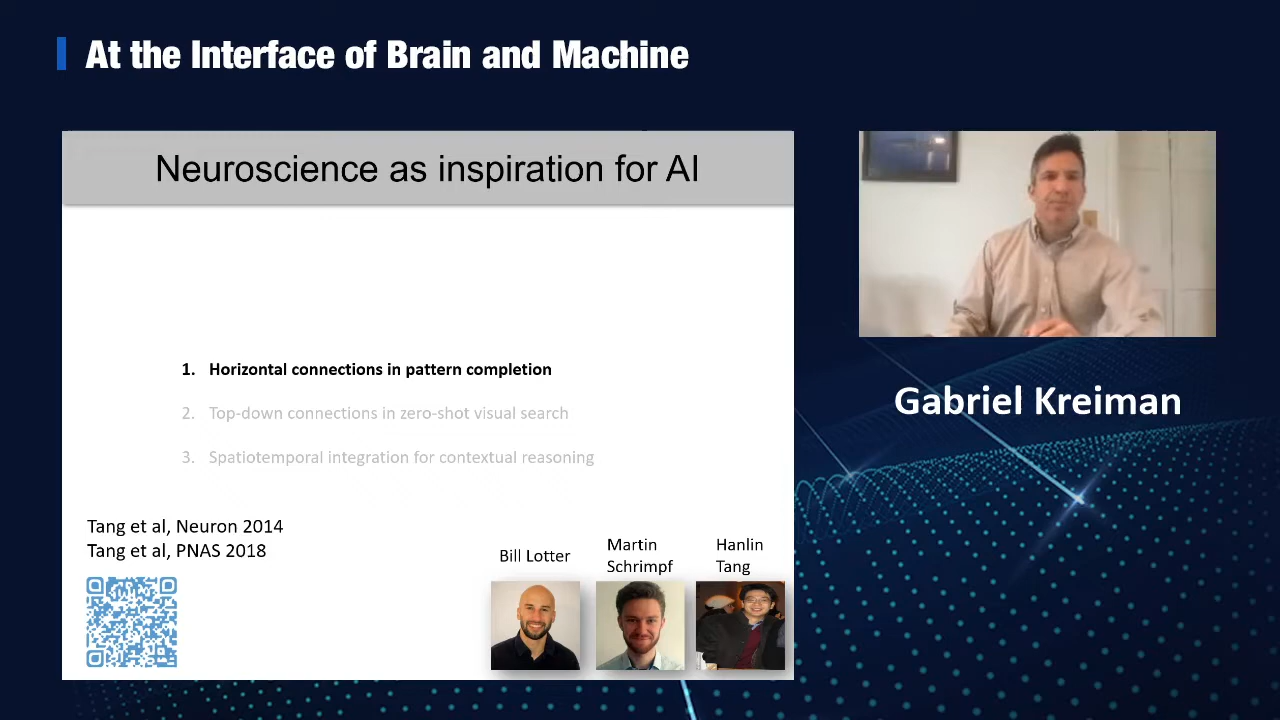 At the Interface of Brain and Machine
Neuroscience as inspiration for AI
1. Horizontal connections in pattern completion
2. Top-down connections in zero-shot visual search
3. Spatiotemporal integration for contextual reasoning
Tang et al, Neuron 2014
Tang et al, PNAS 2018
Bill Lotter
Martin
Schrimpf
Hanlin
Tang
Gabriel Kreiman